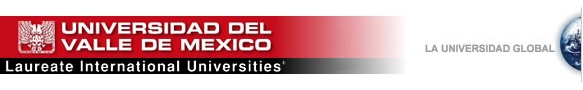 UNIVERSIDAD DEL
VALLE DE MEXICO
Laureate International Universities
LA UNIVERSIDAD GLOBAL